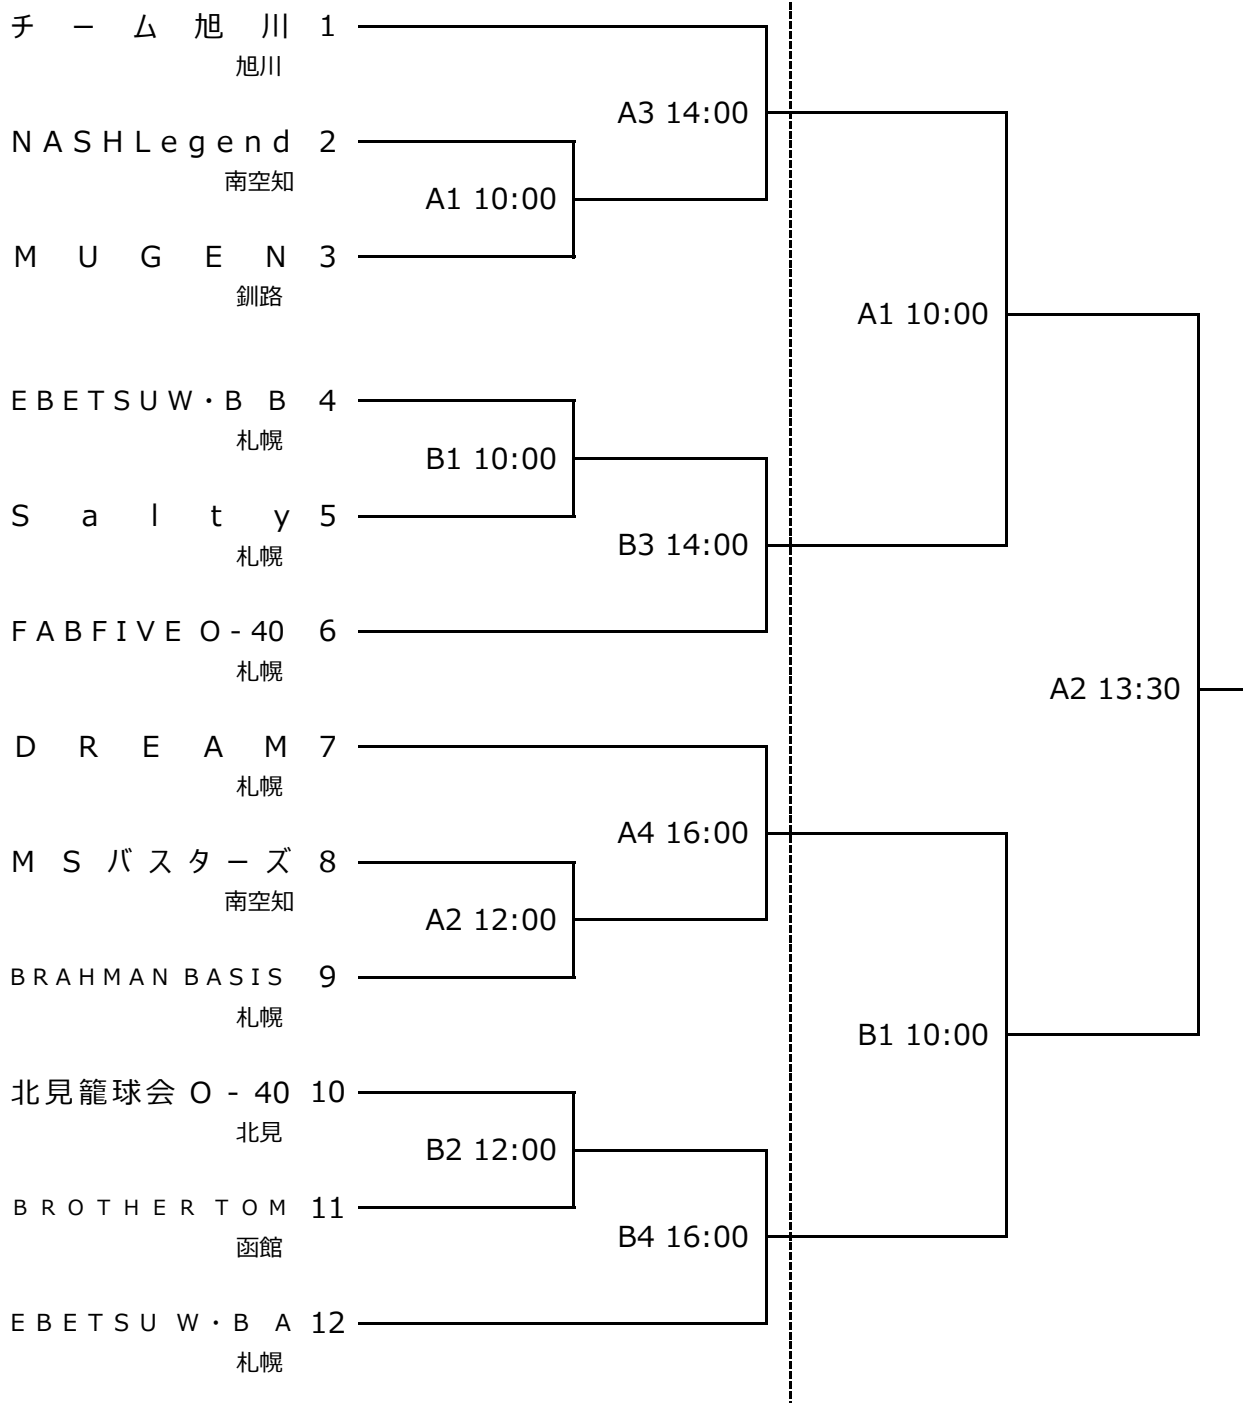 チーム旭川 1
旭川
A3 14:00
NASHLegend 2
南空知
A1 10:00
MUGEN 3
釧路
A1 10:00
EBETSUW・BB 4
札幌
B1 10:00
Salty 5
札幌
B3 14:00
FABFIVE O-40 6
札幌
A2 13:30
DREAM 7
札幌
A4 16:00
MSバスターズ 8
南空知
A2 12:00
BRAHMAN BASIS 9
札幌
B1 10:00
北見籠球会 O-40 10
北見
B2 12:00
BROTHER TOM 11
函館
B4 16:00
EBETSU W・B A 12
札幌